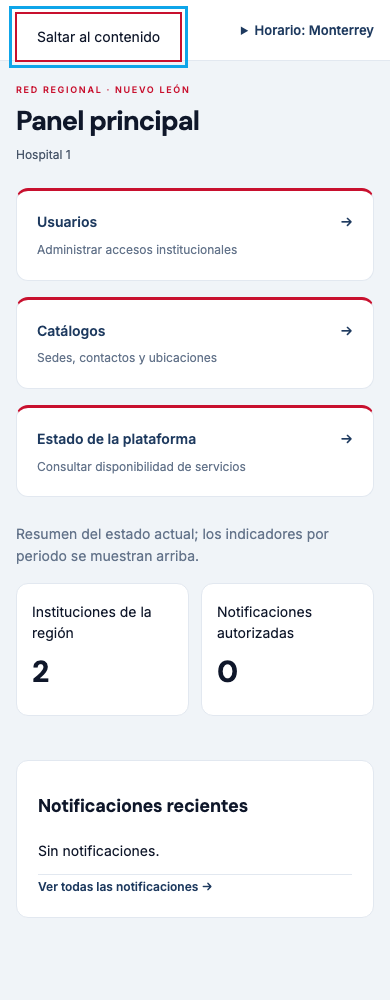 Saltar al contenido
▶ Horario: Monterrey
RED REGIONAL · NUEVO LEÓN
Panel principal
Hospital 1
Usuarios →
Administrar accesos institucionales
Catálogos →
Sedes, contactos y ubicaciones
Estado de la plataforma →
Consultar disponibilidad de servicios
Resumen del estado actual; los indicadores por
periodo se muestran arriba.
Instituciones de la
región
2
Notificaciones
autorizadas
0
Notificaciones recientes
Sin notificaciones.
Ver todas las notificaciones →